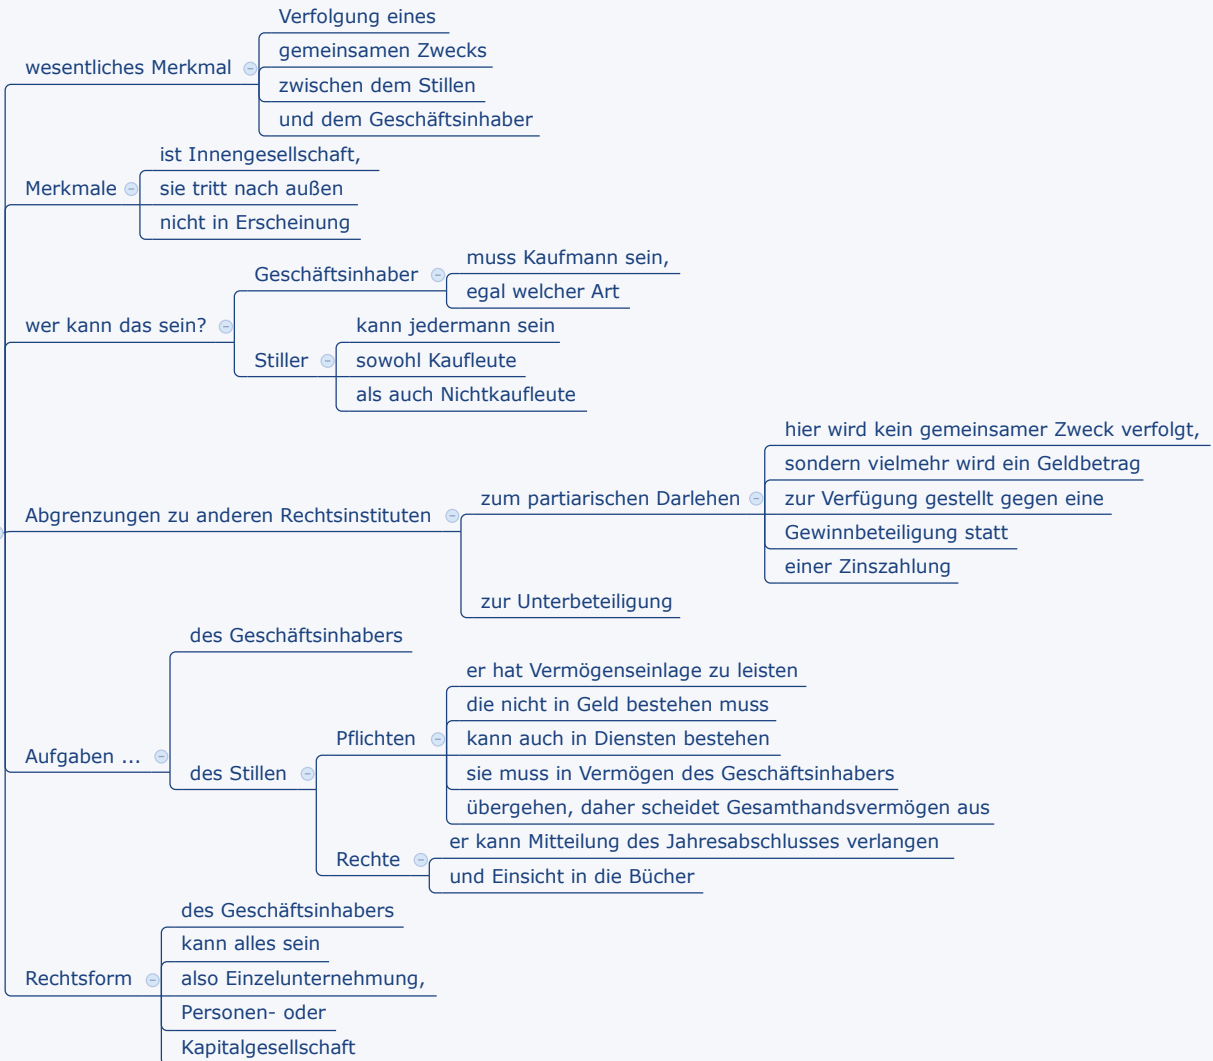 Verfolgung eines
gemeinsamen Zwecks
wesentliches Merkmal
zwischen dem Stillen
und dem Geschäftsinhaber
ist Innengesellschaft,
Merkmale
sie tritt nach außen
nicht in Erscheinung
Geschäftsinhaber
muss Kaufmann sein,
egal welcher Art
wer kann das sein?
Stiller
kann jedermann sein
sowohl Kaufleute
als auch Nichtkaufleute
Abgrenzungen zu anderen Rechtsinstituten
zum partiarischen Darlehen
hier wird kein gemeinsamer Zweck verfolgt,
sondern vielmehr wird ein Geldbetrag
zur Verfügung gestellt gegen eine
Gewinnbeteiligung statt
einer Zinszahlung
zur Unterbeteiligung
Aufgaben ...
des Geschäftsinhabers
des Stillen
Pflichten
er hat Vermögenseinlage zu leisten
die nicht in Geld bestehen muss
kann auch in Diensten bestehen
sie muss in Vermögen des Geschäftsinhabers
übergehen, daher scheidet Gesamthandsvermögen aus
Rechte
er kann Mitteilung des Jahresabschlusses verlangen
und Einsicht in die Bücher
Rechtsform
des Geschäftsinhabers
kann alles sein
also Einzelunternehmung,
Personen- oder
Kapitalgesellschaft